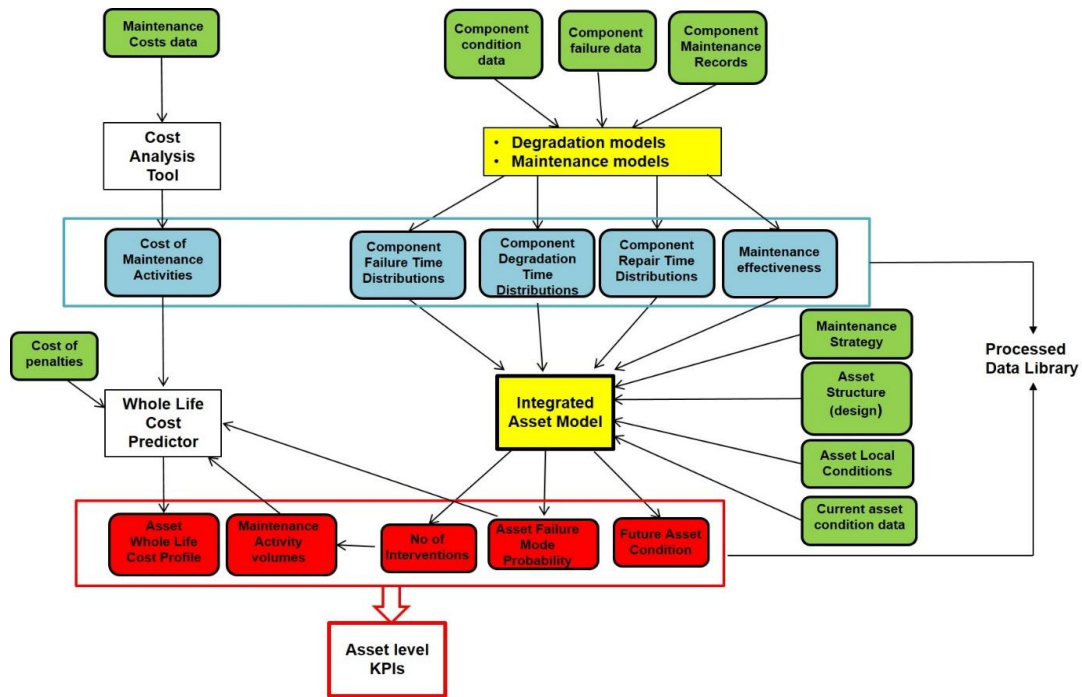 Maintenance
Costs data
Component
condition
data
Component
failure data
Component
Maintenance
Records
Cost
Analysis
Tool
• Degradation models
• Maintenance models
Cost of
Maintenance
Activities
Component
Failure Time
Distributions
Component
Degradation
Time
Distributions
Component
Repair Time
Distributions
Maintenance
effectiveness
Cost of
penalties
Whole Life
Cost
Predictor
Integrated
Asset Model
Maintenance
Strategy
Asset
Structure
(design)
Asset Local
Conditions
Current asset
condition data
Processed
Data Library
Asset
Whole Life
Cost Profile
Maintenance
Activity
volumes
No of
Interventions
Asset Failure
Mode
Probability
Future Asset
Condition
Asset level
KPIs